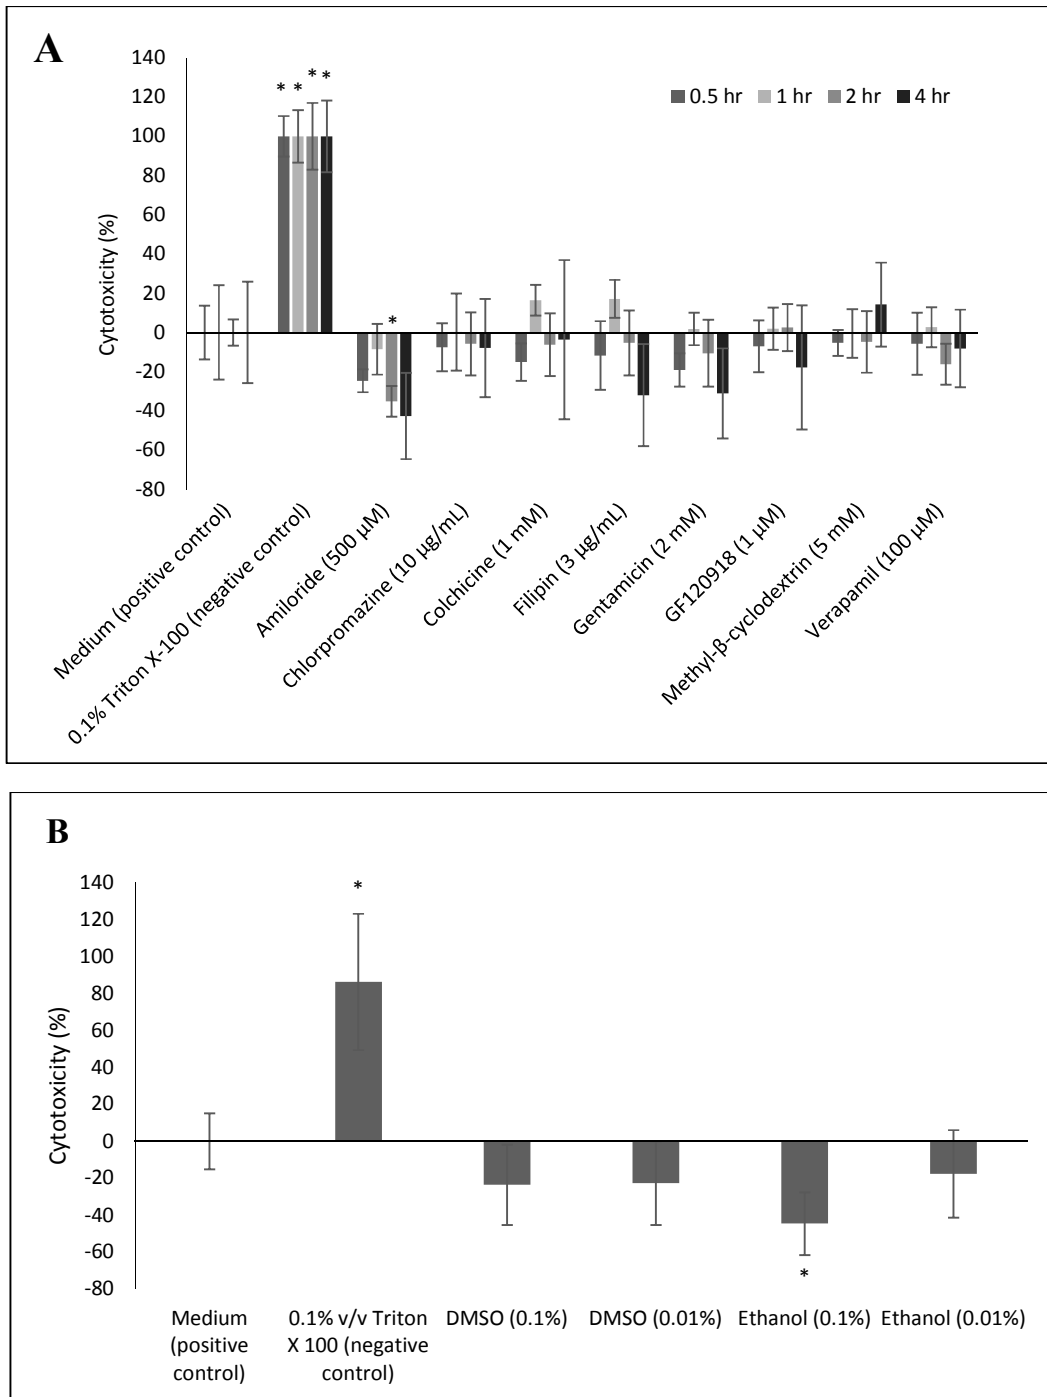 A
140
120
100
80
60
40
20
0
-20
-40
-60
-80
Cytotoxicity (%)
* * * *
*
0.5 hr 1 hr 2 hr 4 hr
Medium (positive control)
0.1% Triton X-100 (negative control)
Amiloride (500 µM)
Chlorpromazine (10 µg/mL)
Colchicine (1 mM)
Filipin (3 µg/mL)
Gentamicin (2 mM)
GF120918 (1 µM)
Methyl-β-cyclodextrin (5 mM)
Verapamil (100 µM)
B
140
120
100
80
60
40
20
0
-20
-40
-60
-80
Cytotoxicity (%)
*
*
Medium
(positive
control)
0.1% v/v Triton
X 100 (negative
control)
DMSO (0.1%)
DMSO (0.01%)
Ethanol (0.1%)
Ethanol (0.01%)